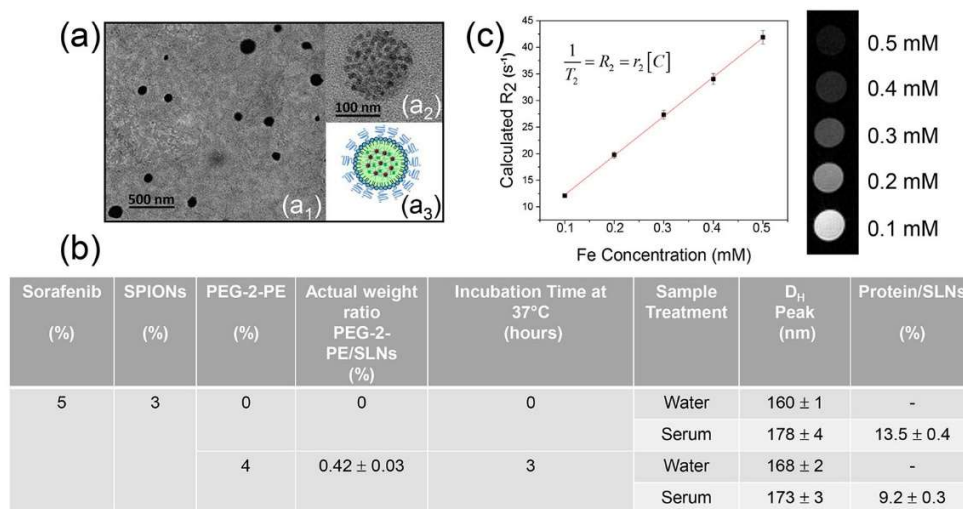 (a)
500 nm
(a1)
100 nm
(a2)
(a3)
(c)
1/T2 = R2 = r2[C]
Calculated R2 (s-1)
45
40
35
30
25
20
15
10
0.1 0.2 0.3 0.4 0.5
Fe Concentration (mM)
0.5 mM
0.4 mM
0.3 mM
0.2 mM
0.1 mM
(b)
Sorafenib (%) SPIONs (%) PEG-2-PE (%) Actual weight ratio PEG-2-PE/SLNs (%) Incubation Time at 37°C (hours) Sample Treatment DH Peak (nm) Protein/SLNs (%)
5 3 0 0 0 Water 160 ± 1 -
Serum 178 ± 4 13.5 ± 0.4
4 0.42 ± 0.03 3 Water 168 ± 2 -
Serum 173 ± 3 9.2 ± 0.3